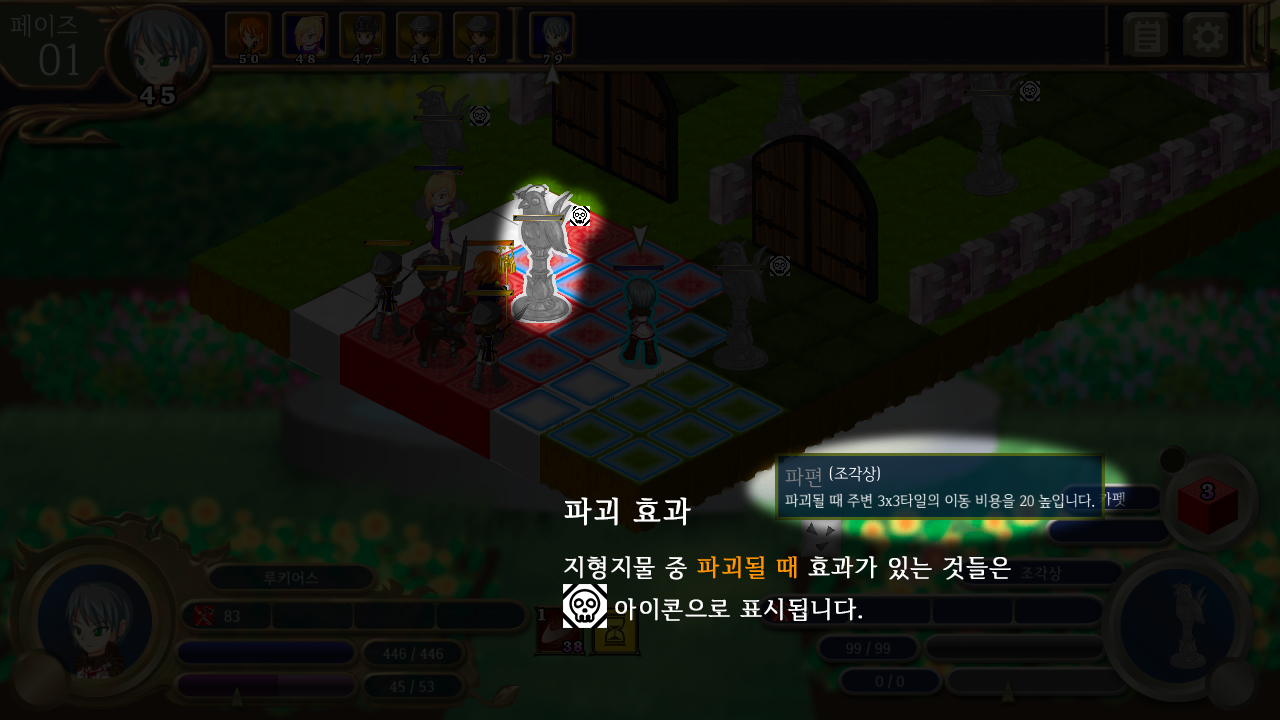 페이즈
01
45
50 48 47 46 46 79
파편 (조각상)
파괴될 때 주변 3x3타일의 이동 비용을 20 높입니다.
카펫
3
파괴 효과
지형지물 중 파괴될 때 효과가 있는 것들은
아이콘으로 표시됩니다.
루키어스
83
446 / 446
45 / 53
1
38
조각상
99 / 99
0 / 0